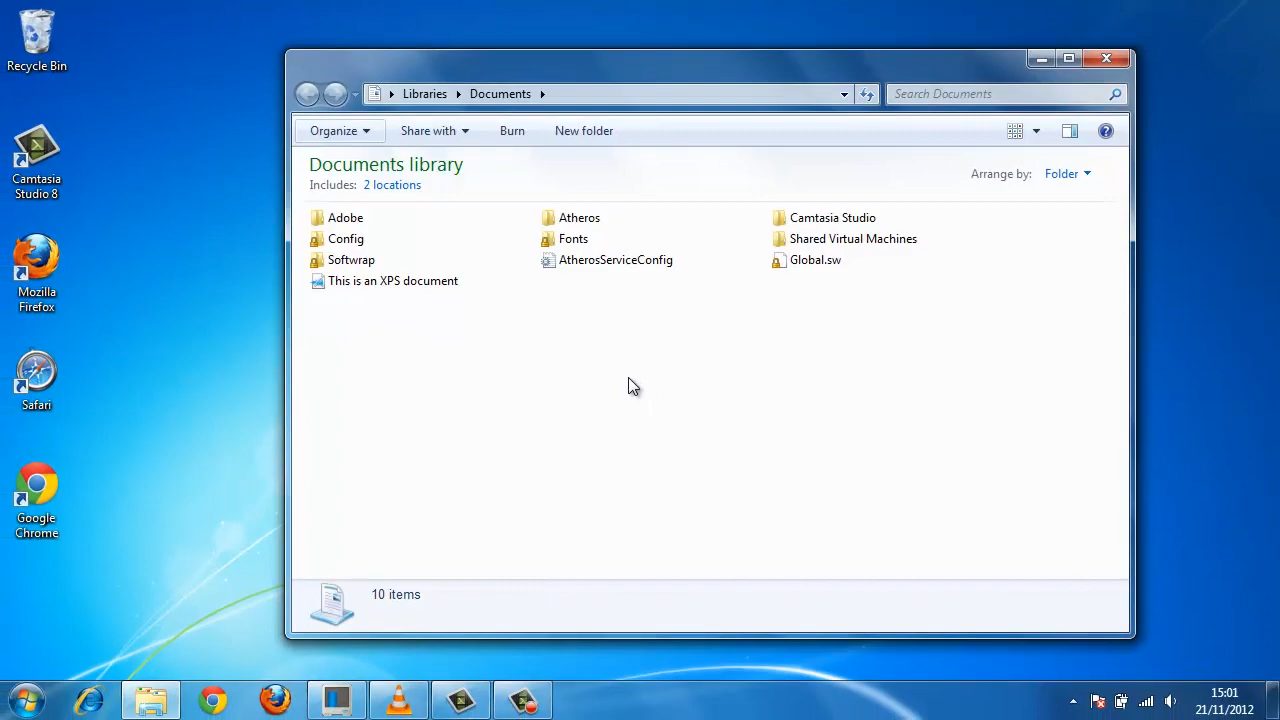 Recycle Bin
Camtasia
Studio 8
Mozilla
Firefox
Safari
Google
Chrome
Libraries Documents
Search Documents
Organize Share with Burn New folder
Documents library
Includes: 2 locations
Arrange by: Folder
Adobe Atheros Camtasia Studio
Config Fonts Shared Virtual Machines
Softwrap AtherosServiceConfig Global.sw
This is an XPS document
10 items
15:01
21/11/2012